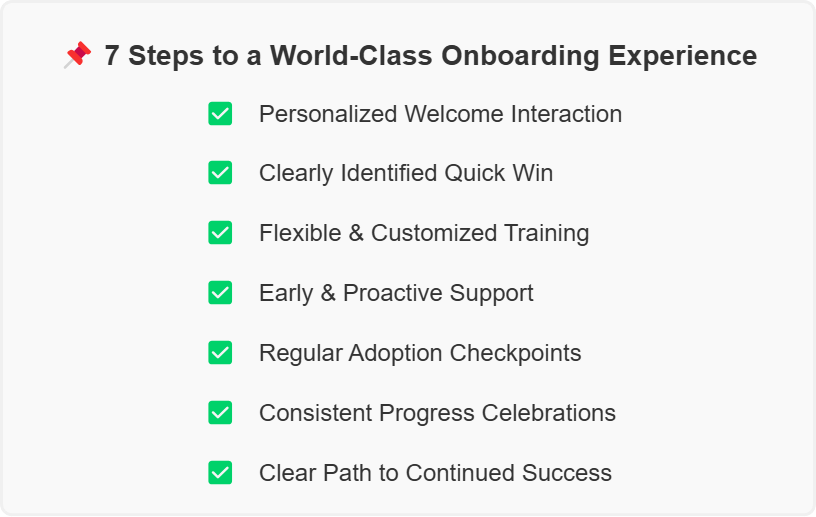 7 Steps to a World-Class Onboarding Experience
Personalized Welcome Interaction
Clearly Identified Quick Win
Flexible & Customized Training
Early & Proactive Support
Regular Adoption Checkpoints
Consistent Progress Celebrations
Clear Path to Continued Success